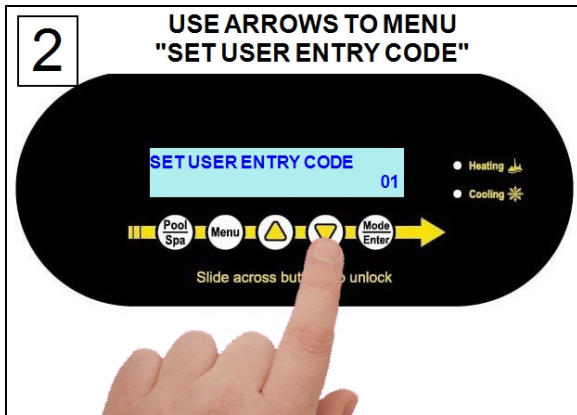 2
USE ARROWS TO MENU
"SET USER ENTRY CODE"
SET USER ENTRY CODE
01
Heating
Cooling
Pool
Spa
Menu
Mode
Enter
Slide across but o unlock